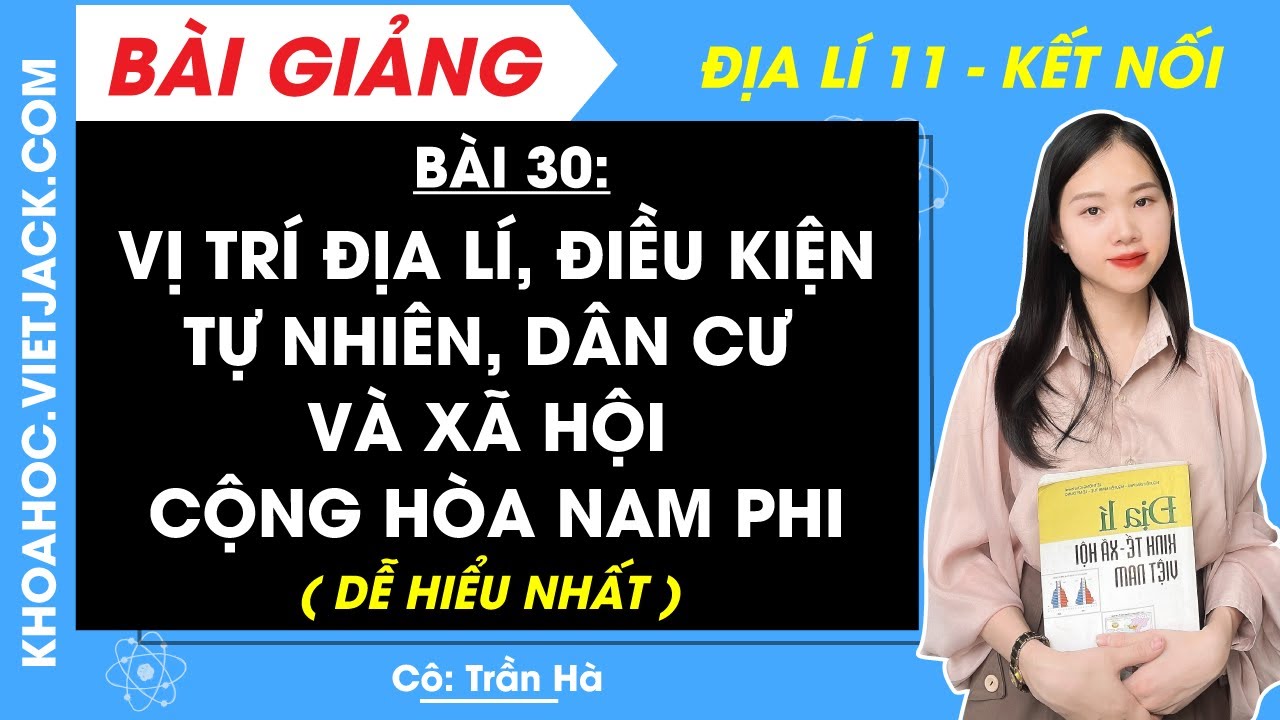 BÀI GIẢNG
ĐỊA LÍ 11 - KẾT NỐI
KHOAHOC.VIETJACK.COM
BÀI 30:
VỊ TRÍ ĐỊA LÍ, ĐIỀU KIỆN
TỰ NHIÊN, DÂN CƯ
VÀ XÃ HỘI
CỘNG HÒA NAM PHI
( DỄ HIỂU NHẤT )
Cô: Trần Hà
Địa lí
KINH TẾ - XÃ HỘI
VIỆT NAM